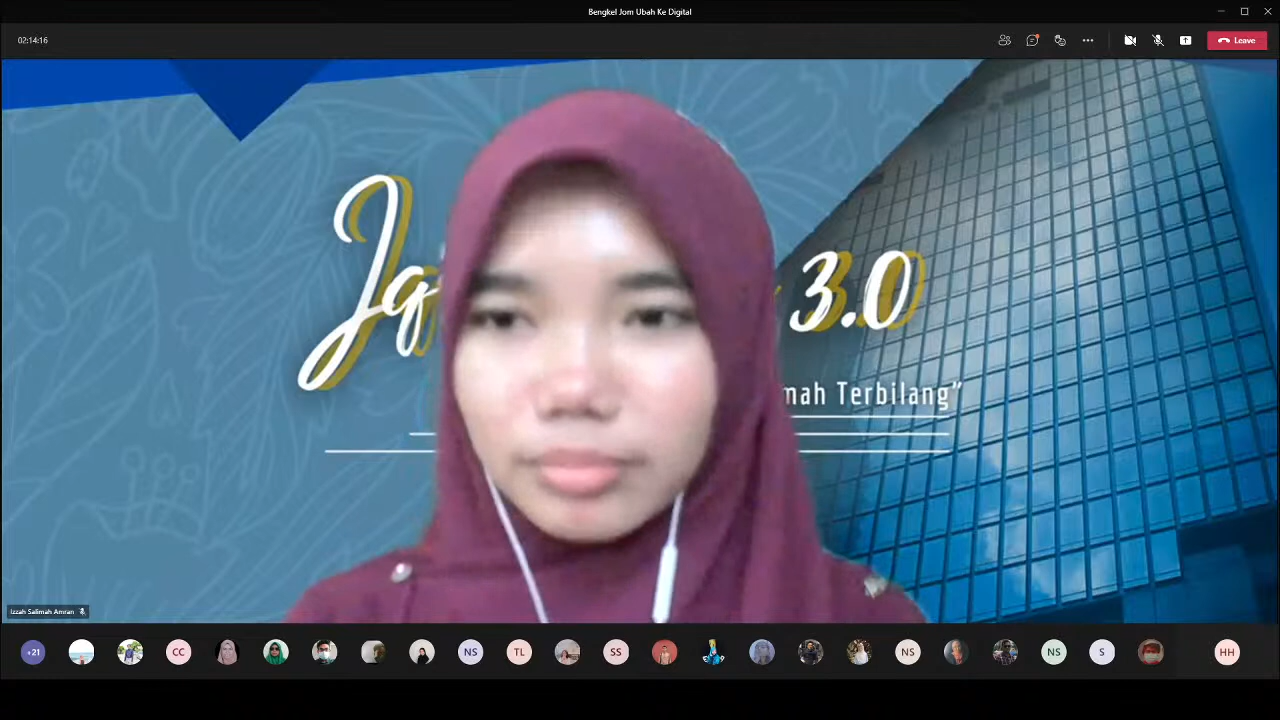 Bengkel Jom Ubah Ke Digital
02:14:16
Leave
3.0
Terbilang”
Izzah Salimah Amran
+21
CC
NS
TL
SS
NS
NS
S
HH